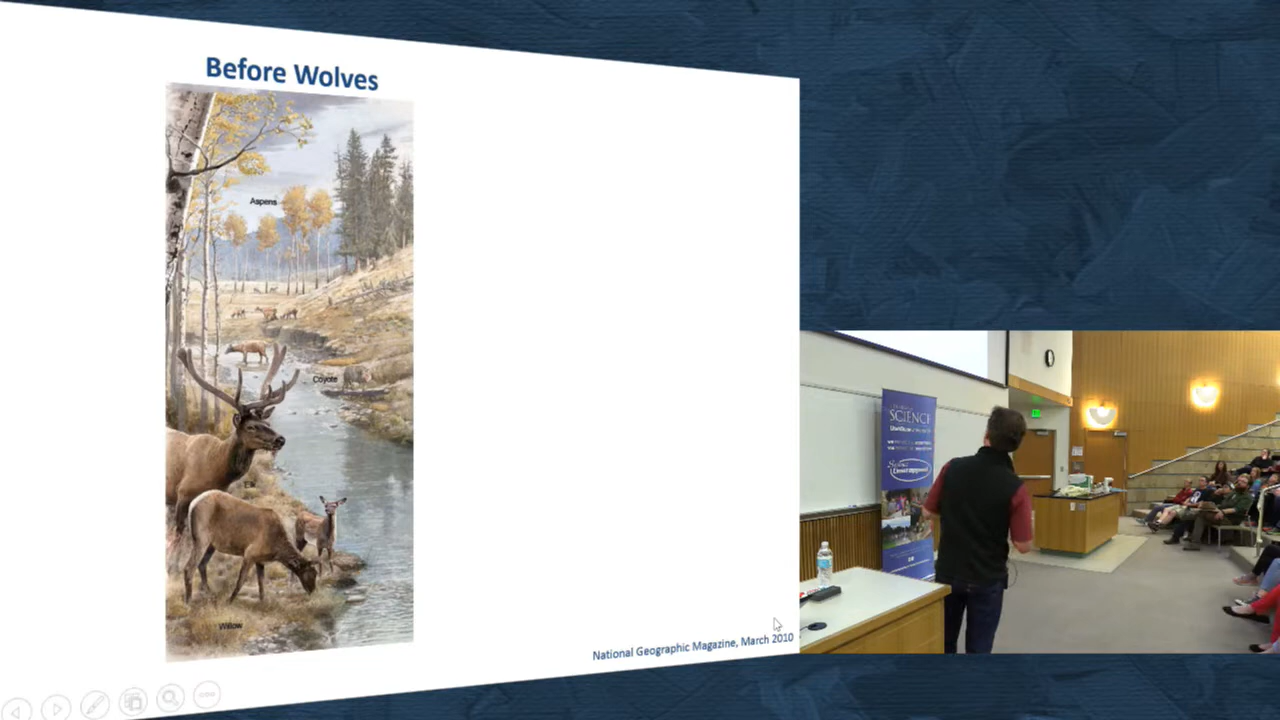 Before Wolves
Aspens
Coyote
Willow
National Geographic Magazine, March 2010
SCIENCE